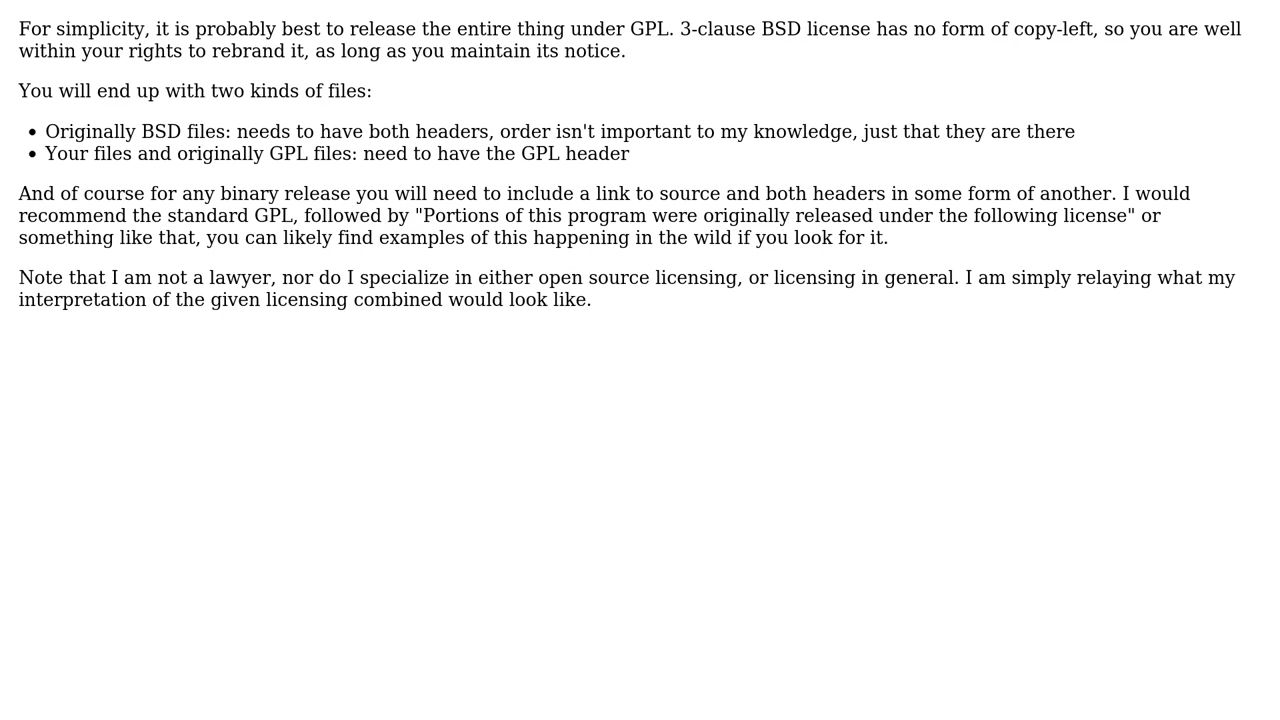 For simplicity, it is probably best to release the entire thing under GPL. 3-clause BSD license has no form of copy-left, so you are well
within your rights to rebrand it, as long as you maintain its notice.
You will end up with two kinds of files:
• Originally BSD files: needs to have both headers, order isn't important to my knowledge, just that they are there
• Your files and originally GPL files: need to have the GPL header
And of course for any binary release you will need to include a link to source and both headers in some form of another. I would
recommend the standard GPL, followed by "Portions of this program were originally released under the following license" or
something like that, you can likely find examples of this happening in the wild if you look for it.
Note that I am not a lawyer, nor do I specialize in either open source licensing, or licensing in general. I am simply relaying what my
interpretation of the given licensing combined would look like.